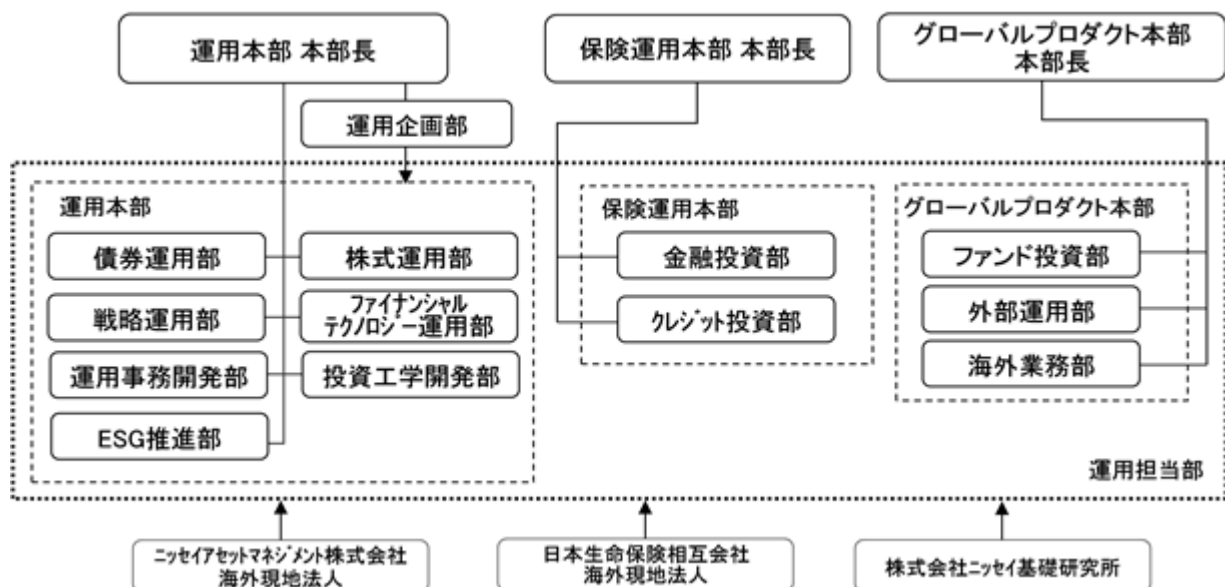 運用本部 本部長
保険運用本部 本部長
グローバルプロダクト本部
本部長
運用企画部
運用本部
債券運用部
株式運用部
戦略運用部
ファイナンシャル
テクノロジー運用部
運用事務開発部
投資工学開発部
ESG推進部
保険運用本部
金融投資部
クレジット投資部
グローバルプロダクト本部
ファンド投資部
外部運用部
海外業務部
運用担当部
ニッセイアセットマネジメント株式会社
海外現地法人
日本生命保険相互会社
海外現地法人
株式会社ニッセイ基礎研究所